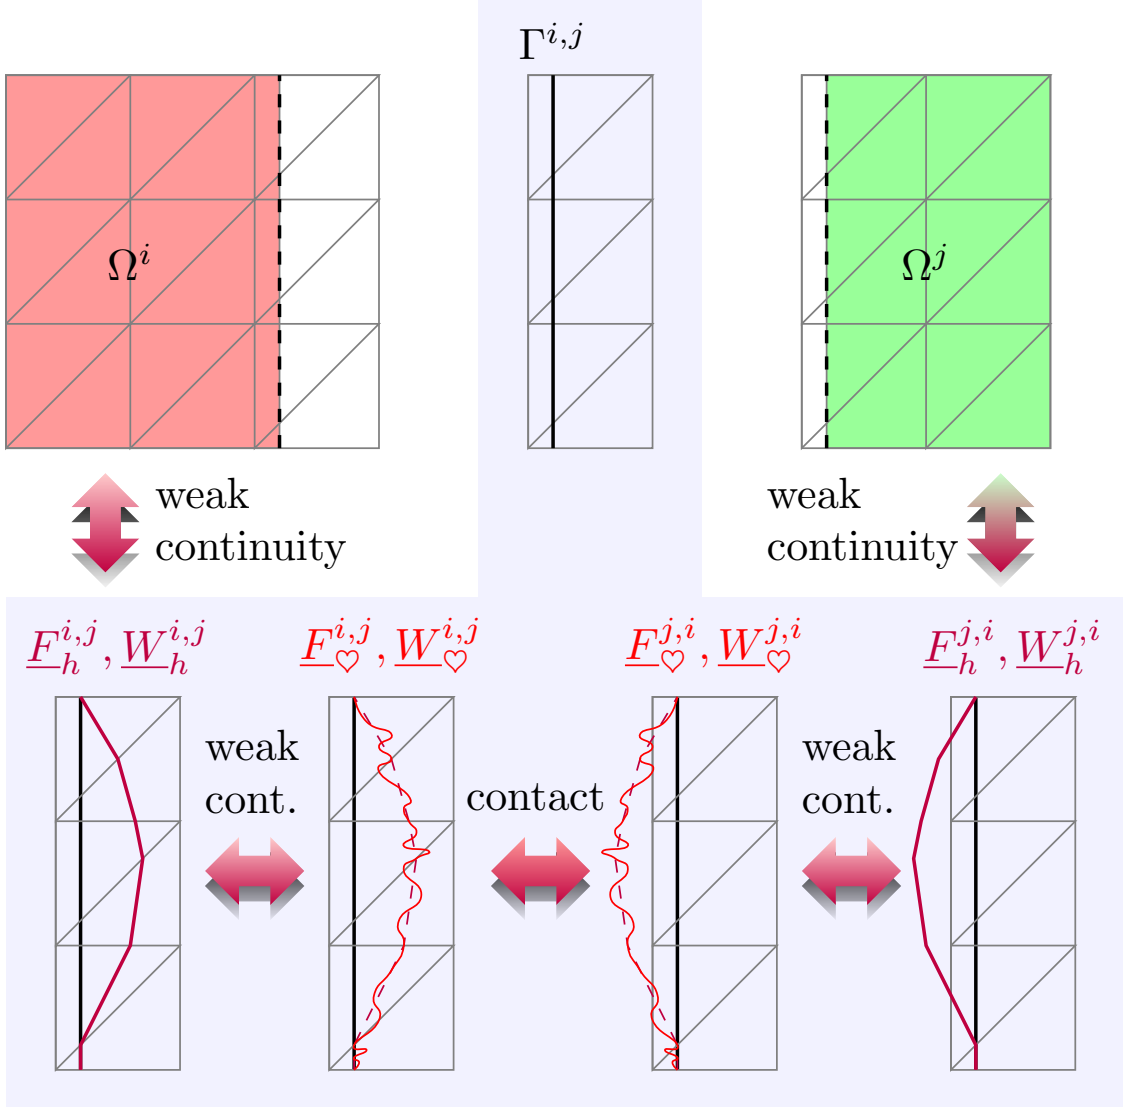 Γ^{i,j}
Ω^i
Ω^j
weak
continuity
weak
continuity
F_h^{i,j}, W_h^{i,j}
F_♡^{i,j}, W_♡^{i,j}
F_♡^{j,i}, W_♡^{j,i}
F_h^{j,i}, W_h^{j,i}
weak
cont.
contact
weak
cont.